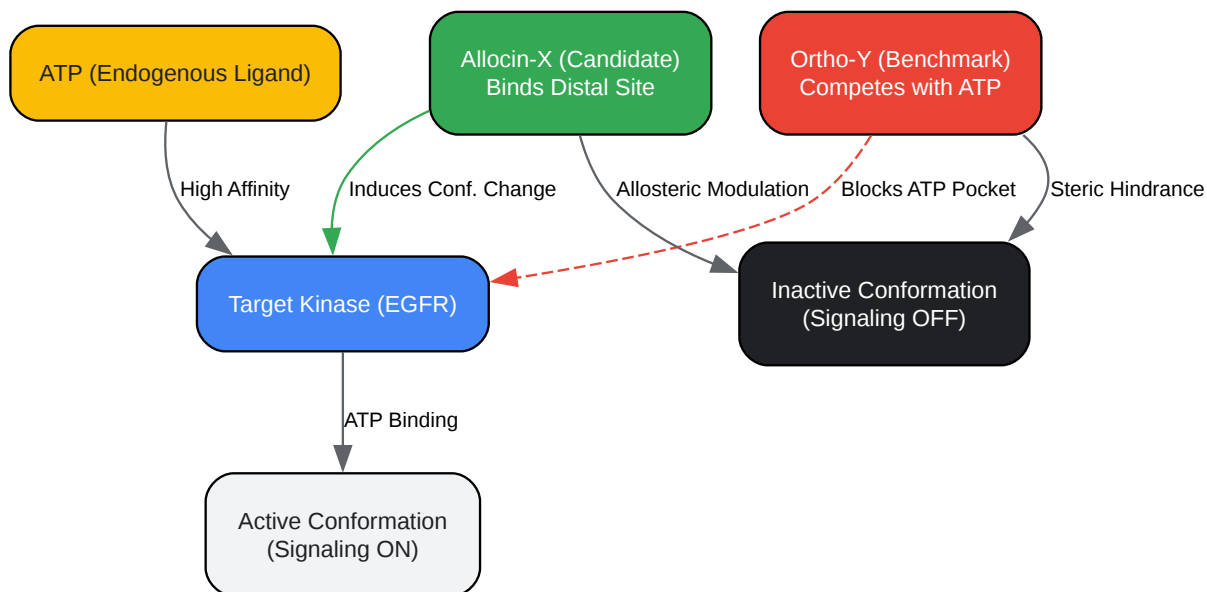 ATP (Endogenous Ligand)
Allocin-X (Candidate)
Binds Distal Site
Ortho-Y (Benchmark)
Competes with ATP
High Affinity
Induces Conf. Change
Allosteric Modulation
Blocks ATP Pocket
Steric Hindrance
Target Kinase (EGFR)
Inactive Conformation
(Signaling OFF)
ATP Binding
Active Conformation
(Signaling ON)